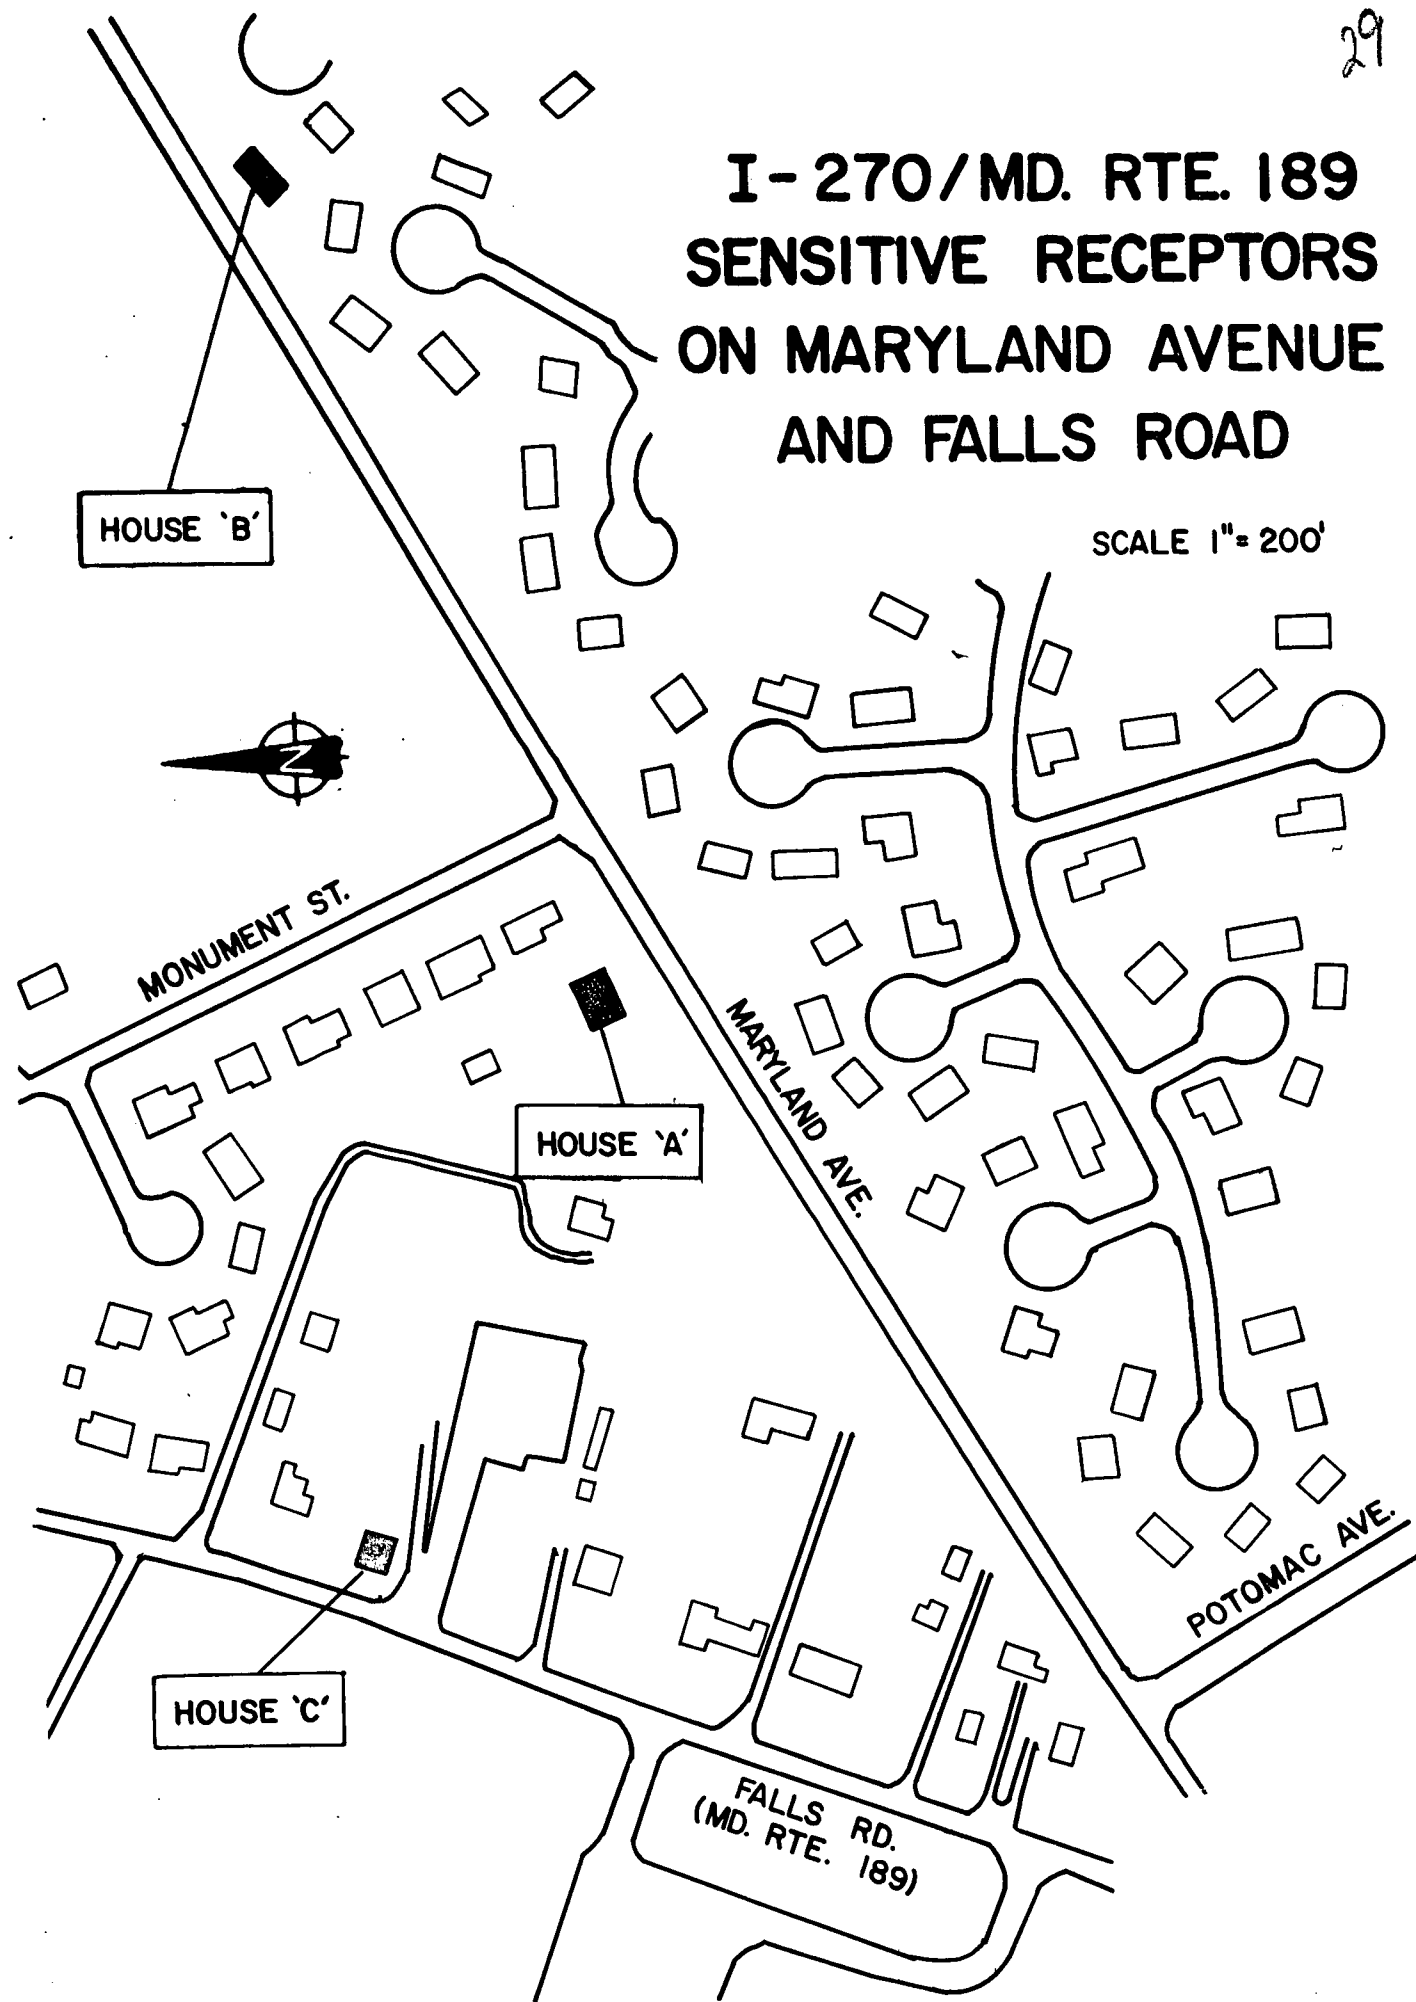 29
I-270/MD. RTE. 189
SENSITIVE RECEPTORS
ON MARYLAND AVENUE
AND FALLS ROAD
SCALE 1"= 200'
HOUSE 'B'
Z
MONUMENT ST.
MARYLAND AVE.
HOUSE 'A'
POTOMAC AVE.
HOUSE 'C'
FALLS RD.
(MD. RTE. 189)